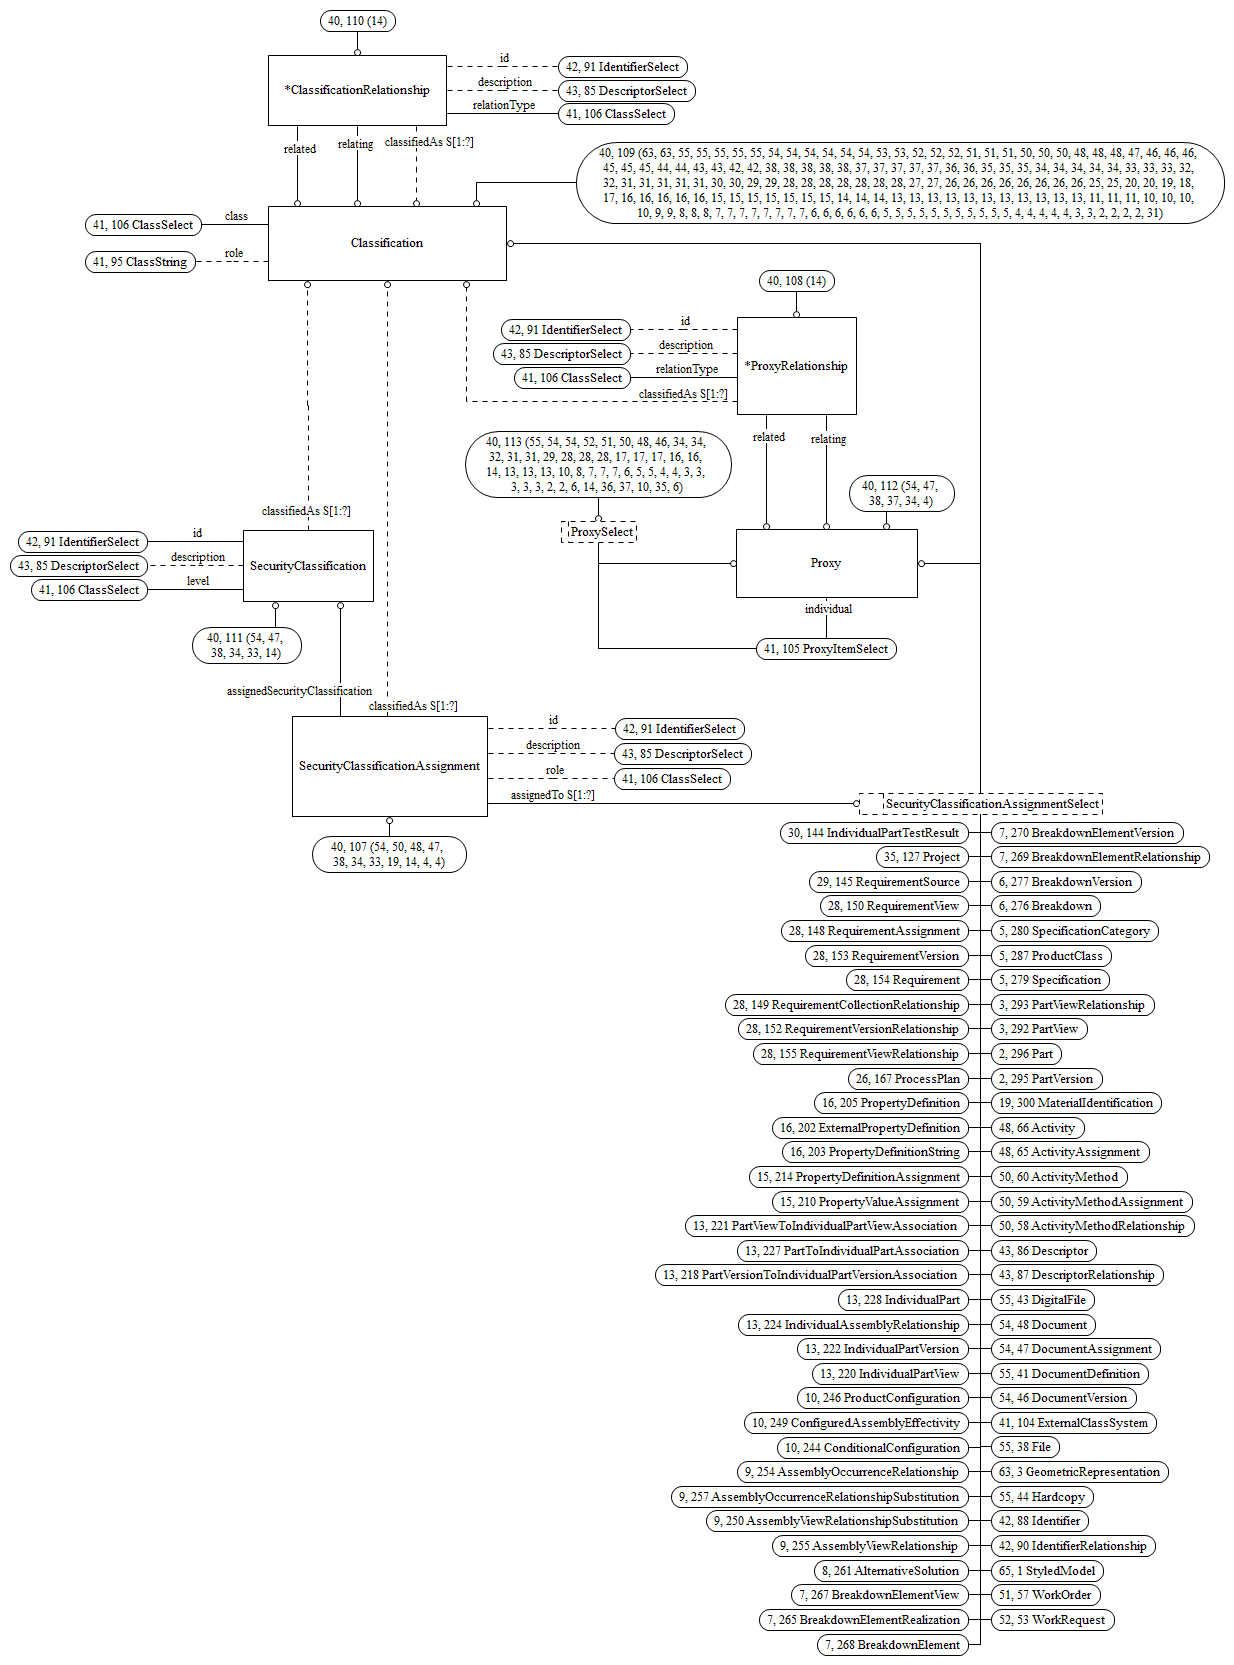 40, 110 (14)
id
42, 91 IdentifierSelect
*ClassificationRelationship
description
43, 85 DescriptorSelect
relationType
41, 106 ClassSelect
related
relating
classifiedAs S[1:?]
40, 109 (63, 63, 55, 55, 55, 55, 55, 54, 54, 54, 54, 54, 54, 53, 53, 52, 52, 52, 51, 51, 51, 50, 50, 50, 48, 48, 48, 47, 46, 46, 46,
45, 45, 45, 44, 44, 43, 43, 42, 42, 38, 38, 38, 38, 38, 37, 37, 37, 37, 37, 36, 36, 35, 35, 35, 34, 34, 34, 34, 34, 33, 33, 33, 32,
32, 31, 31, 31, 31, 31, 30, 30, 29, 29, 28, 28, 28, 28, 28, 28, 28, 27, 27, 26, 26, 26, 26, 26, 26, 26, 26, 25, 25, 20, 20, 19, 18,
17, 16, 16, 16, 16, 16, 15, 15, 15, 15, 15, 15, 15, 15, 14, 14, 14, 13, 13, 13, 13, 13, 13, 13, 13, 13, 13, 11, 11, 11, 10, 10, 10,
10, 9, 9, 8, 8, 8, 7, 7, 7, 7, 7, 7, 7, 7, 6, 6, 6, 6, 6, 6, 5, 5, 5, 5, 5, 5, 5, 5, 5, 5, 5, 4, 4, 4, 4, 4, 3, 3, 2, 2, 2, 2, 31)
class
41, 106 ClassSelect
Classification
role
41, 95 ClassString
40, 108 (14)
id
42, 91 IdentifierSelect
description
43, 85 DescriptorSelect
*ProxyRelationship
relationType
41, 106 ClassSelect
classifiedAs S[1:?]
related
relating
40, 113 (55, 54, 54, 52, 51, 50, 48, 46, 34, 34,
32, 31, 31, 29, 28, 28, 28, 17, 17, 17, 16, 16,
14, 13, 13, 13, 10, 8, 7, 7, 7, 6, 5, 5, 4, 4, 3, 3,
3, 3, 3, 2, 2, 6, 14, 36, 37, 10, 35, 6)
40, 112 (54, 47,
38, 37, 34, 4)
ProxySelect
Proxy
individual
41, 105 ProxyItemSelect
classifiedAs S[1:?]
id
42, 91 IdentifierSelect
description
43, 85 DescriptorSelect
SecurityClassification
level
41, 106 ClassSelect
40, 111 (54, 47,
38, 34, 33, 14)
assignedSecurityClassification
classifiedAs S[1:?]
id
42, 91 IdentifierSelect
description
43, 85 DescriptorSelect
SecurityClassificationAssignment
role
41, 106 ClassSelect
assignedTo S[1:?]
SecurityClassificationAssignmentSelect
40, 107 (54, 50, 48, 47,
38, 34, 33, 19, 14, 4, 4)
30, 144 IndividualPartTestResult
7, 270 BreakdownElementVersion
35, 127 Project
7, 269 BreakdownElementRelationship
29, 145 RequirementSource
6, 277 BreakdownVersion
28, 150 RequirementView
6, 276 Breakdown
28, 148 RequirementAssignment
5, 280 SpecificationCategory
28, 153 RequirementVersion
5, 287 ProductClass
28, 154 Requirement
5, 279 Specification
28, 149 RequirementCollectionRelationship
3, 293 PartViewRelationship
28, 152 RequirementVersionRelationship
3, 292 PartView
28, 155 RequirementViewRelationship
2, 296 Part
26, 167 ProcessPlan
2, 295 PartVersion
16, 205 PropertyDefinition
19, 300 MaterialIdentification
16, 202 ExternalPropertyDefinition
48, 66 Activity
16, 203 PropertyDefinitionString
48, 65 ActivityAssignment
15, 214 PropertyDefinitionAssignment
50, 60 ActivityMethod
15, 210 PropertyValueAssignment
50, 59 ActivityMethodAssignment
13, 221 PartViewToIndividualPartViewAssociation
50, 58 ActivityMethodRelationship
13, 227 PartToIndividualPartAssociation
43, 86 Descriptor
13, 218 PartVersionToIndividualPartVersionAssociation
43, 87 DescriptorRelationship
13, 228 IndividualPart
55, 43 DigitalFile
13, 224 IndividualAssemblyRelationship
54, 48 Document
13, 222 IndividualPartVersion
54, 47 DocumentAssignment
13, 220 IndividualPartView
55, 41 DocumentDefinition
10, 246 ProductConfiguration
54, 46 DocumentVersion
10, 249 ConfiguredAssemblyEffectivity
41, 104 ExternalClassSystem
10, 244 ConditionalConfiguration
55, 38 File
9, 254 AssemblyOccurrenceRelationship
63, 3 GeometricRepresentation
9, 257 AssemblyOccurrenceRelationshipSubstitution
55, 44 Hardcopy
9, 250 AssemblyViewRelationshipSubstitution
42, 88 Identifier
9, 255 AssemblyViewRelationship
42, 90 IdentifierRelationship
8, 261 AlternativeSolution
65, 1 StyledModel
7, 267 BreakdownElementView
51, 57 WorkOrder
7, 265 BreakdownElementRealization
52, 53 WorkRequest
7, 268 BreakdownElement